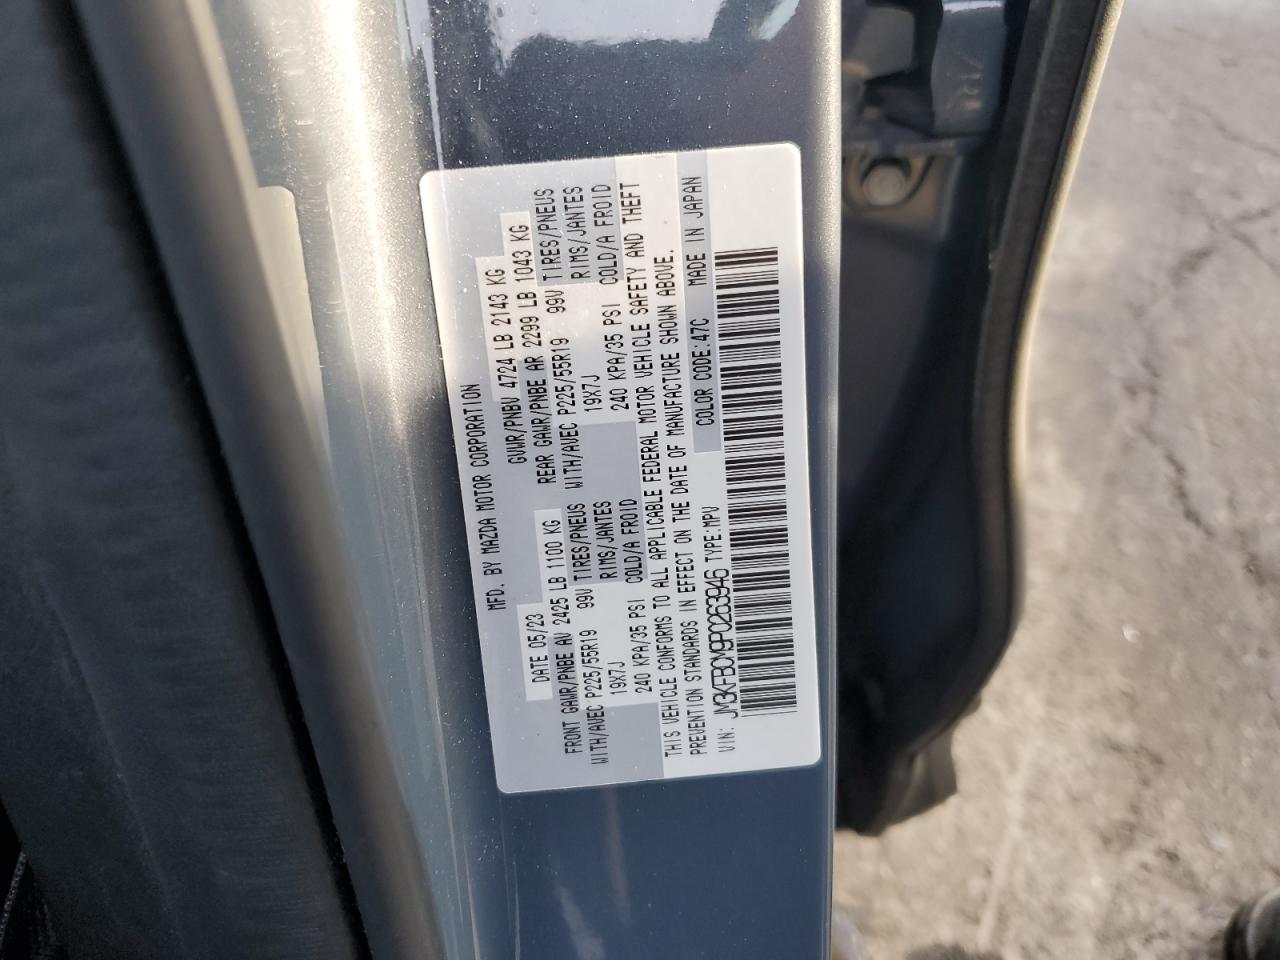 MFD. BY MAZDA MOTOR CORPORATION
DATE 05/23 GVWR/PNBV 4724 LB 2143 KG
FRONT GAWR/PNBE AV 2425 LB 1100 KG REAR GAWR/PNBE AR 2299 LB 1043 KG
WITH/AVEC P225/55R19 99V TIRES/PNEUS WITH/AVEC P225/55R19 99V TIRES/PNEUS
19X7J RIMS/JANTES 19X7J RIMS/JANTES
240 KPA/35 PSI COLD/A FROID 240 KPA/35 PSI COLD/A FROID
THIS VEHICLE CONFORMS TO ALL APPLICABLE FEDERAL MOTOR VEHICLE SAFETY AND THEFT
PREVENTION STANDARDS IN EFFECT ON THE DATE OF MANUFACTURE SHOWN ABOVE.
VIN: JM3KFBCM9P0263946 TYPE:MPV COLOR CODE:47C MADE IN JAPAN